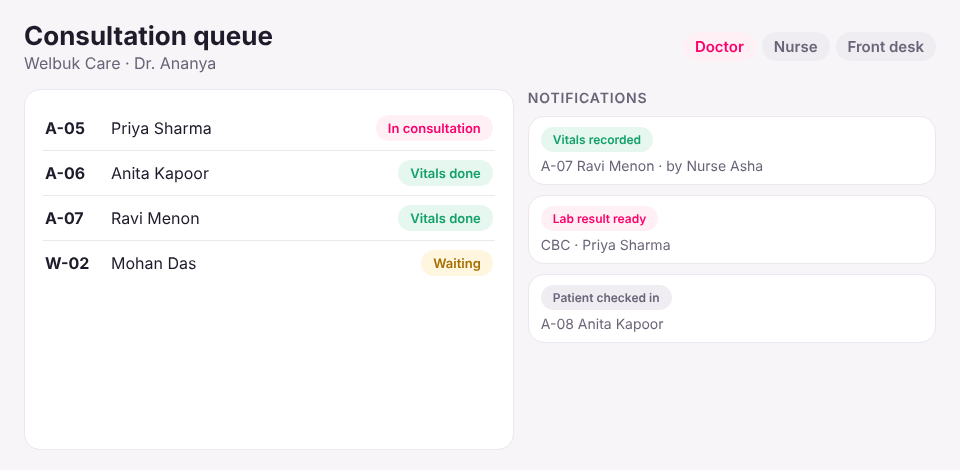 Consultation queue
Welbuk Care · Dr. Ananya
Doctor Nurse Front desk
A-05 Priya Sharma In consultation
A-06 Anita Kapoor Vitals done
A-07 Ravi Menon Vitals done
W-02 Mohan Das Waiting
NOTIFICATIONS
Vitals recorded
A-07 Ravi Menon · by Nurse Asha
Lab result ready
CBC · Priya Sharma
Patient checked in
A-08 Anita Kapoor